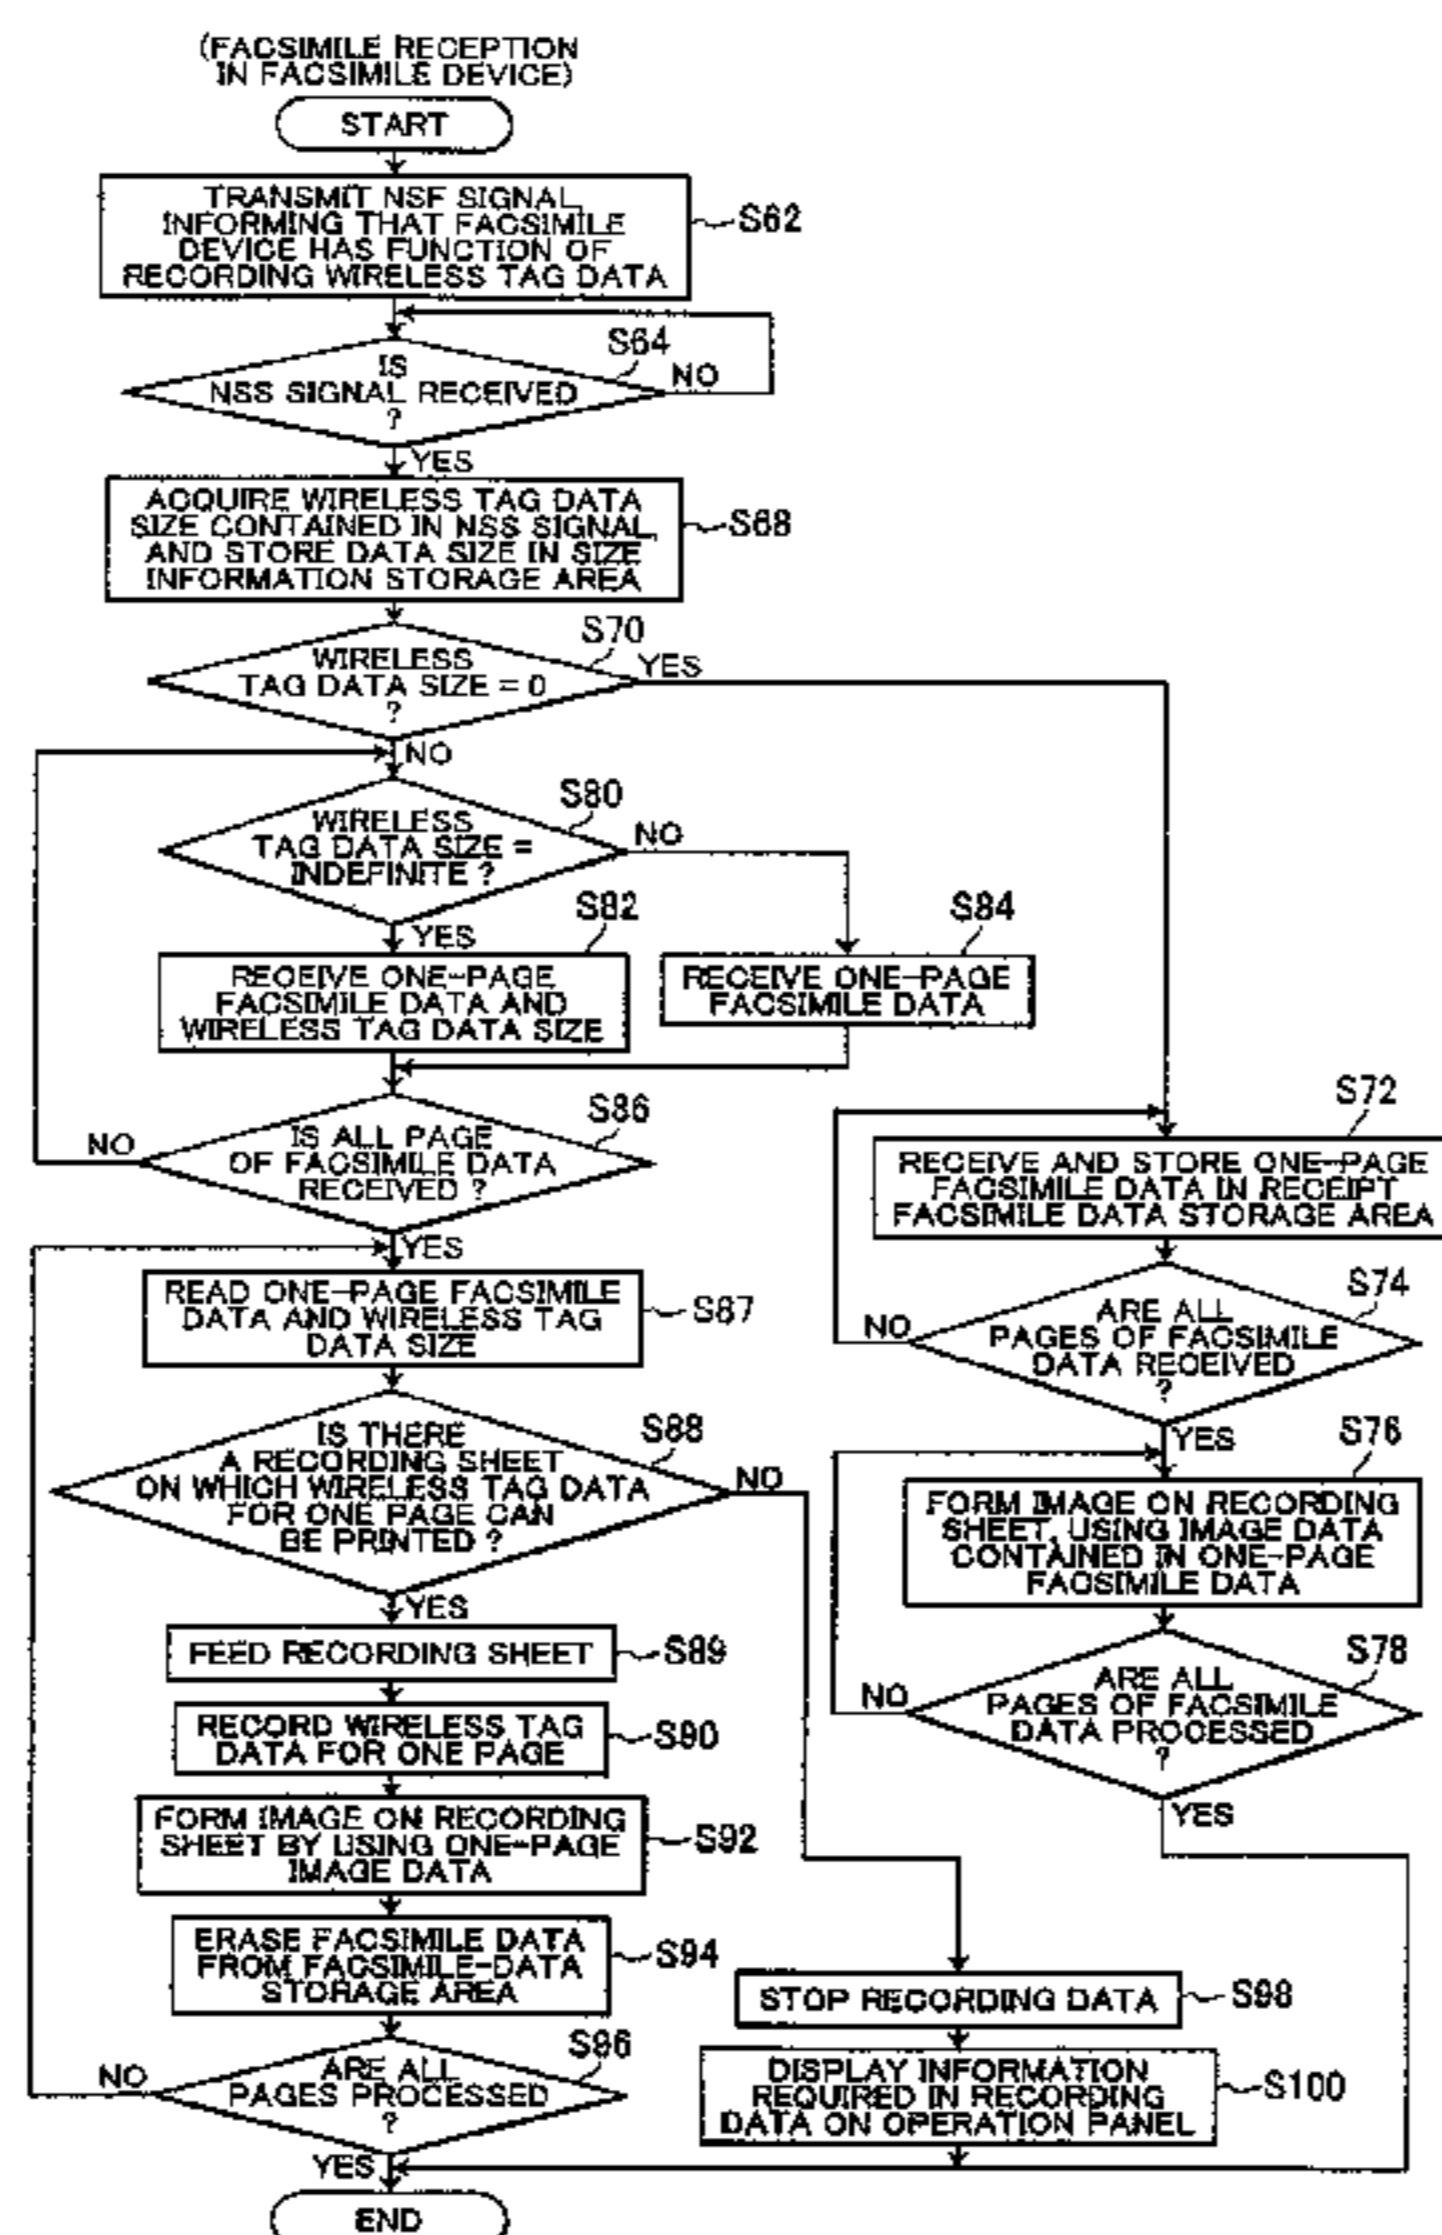 (FACSIMILE RECEPTION
IN FACSIMILE DEVICE)
START
TRANSMIT NSF SIGNAL
INFORMING THAT FACSIMILE
DEVICE HAS FUNCTION OF
RECORDING WIRELESS TAG DATA
S62
S64
IS
NSS SIGNAL RECEIVED
?
NO
YES
ACQUIRE WIRELESS TAG DATA
SIZE CONTAINED IN NSS SIGNAL,
AND STORE DATA SIZE IN SIZE
INFORMATION STORAGE AREA
S68
S70
WIRELESS
TAG DATA SIZE = 0
?
YES
NO
S80
WIRELESS
TAG DATA SIZE =
INDEFINITE ?
NO
YES
S82
RECEIVE ONE-PAGE
FACSIMILE DATA AND
WIRELESS TAG DATA SIZE
S84
RECEIVE ONE-PAGE
FACSIMILE DATA
S86
IS ALL PAGE
OF FACSIMILE DATA
RECEIVED ?
NO
YES
READ ONE-PAGE FACSIMILE
DATA AND WIRELESS TAG
DATA SIZE
S87
S88
IS THERE
A RECORDING SHEET
ON WHICH WIRELESS TAG DATA
FOR ONE PAGE CAN
BE PRINTED ?
NO
YES
FEED RECORDING SHEET
S89
RECORD WIRELESS TAG
DATA FOR ONE PAGE
S90
FORM IMAGE ON RECORDING
SHEET BY USING ONE-PAGE
IMAGE DATA
S92
ERASE FACSIMILE DATA
FROM FACSIMILE-DATA
STORAGE AREA
S94
S96
ARE ALL
PAGES PROCESSED
?
NO
YES
S72
RECEIVE AND STORE ONE-PAGE
FACSIMILE DATA IN RECEIPT
FACSIMILE DATA STORAGE AREA
S74
ARE ALL
PAGES OF FACSIMILE
DATA RECEIVED
?
NO
YES
S76
FORM IMAGE ON RECORDING
SHEET, USING IMAGE DATA
CONTAINED IN ONE-PAGE
FACSIMILE DATA
S78
ARE ALL
PAGES OF FACSIMILE
DATA PROCESSED
?
NO
YES
STOP RECORDING DATA
S98
DISPLAY INFORMATION
REQUIRED IN RECORDING
DATA ON OPERATION PANEL
S100
END